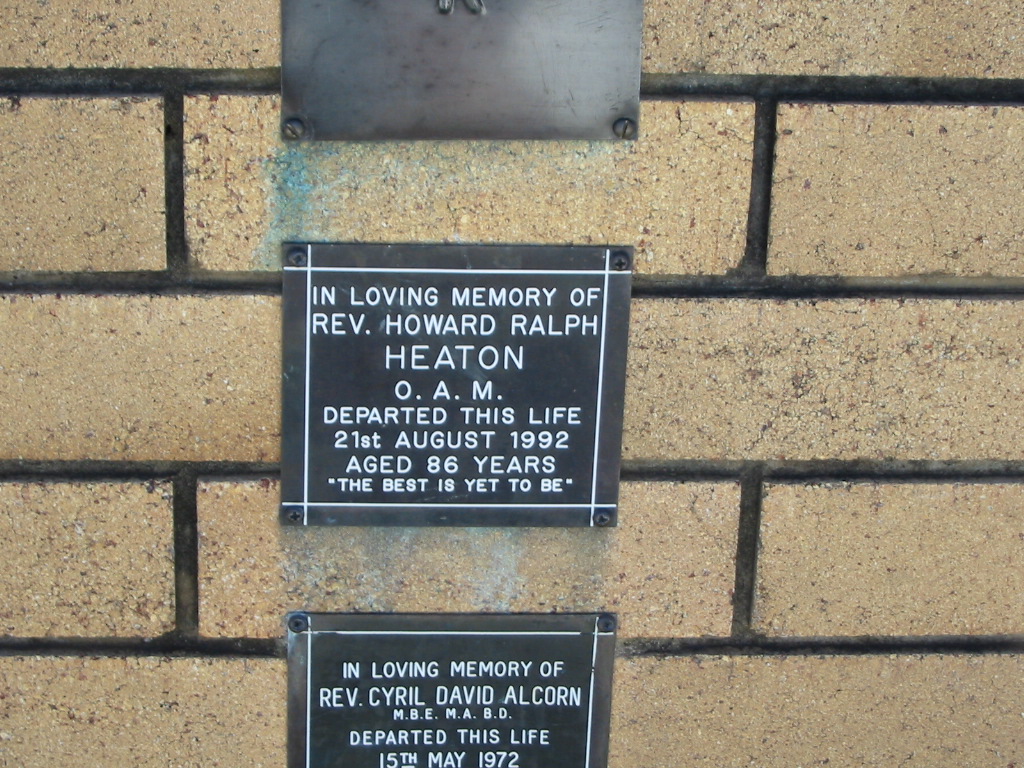 IN LOVING MEMORY OF
REV. HOWARD RALPH
HEATON
O. A. M.
DEPARTED THIS LIFE
21st AUGUST 1992
AGED 86 YEARS
"THE BEST IS YET TO BE"
IN LOVING MEMORY OF
REV. CYRIL DAVID ALCORN
M.B.E. M.A. B.D.
DEPARTED THIS LIFE
15TH MAY 1972